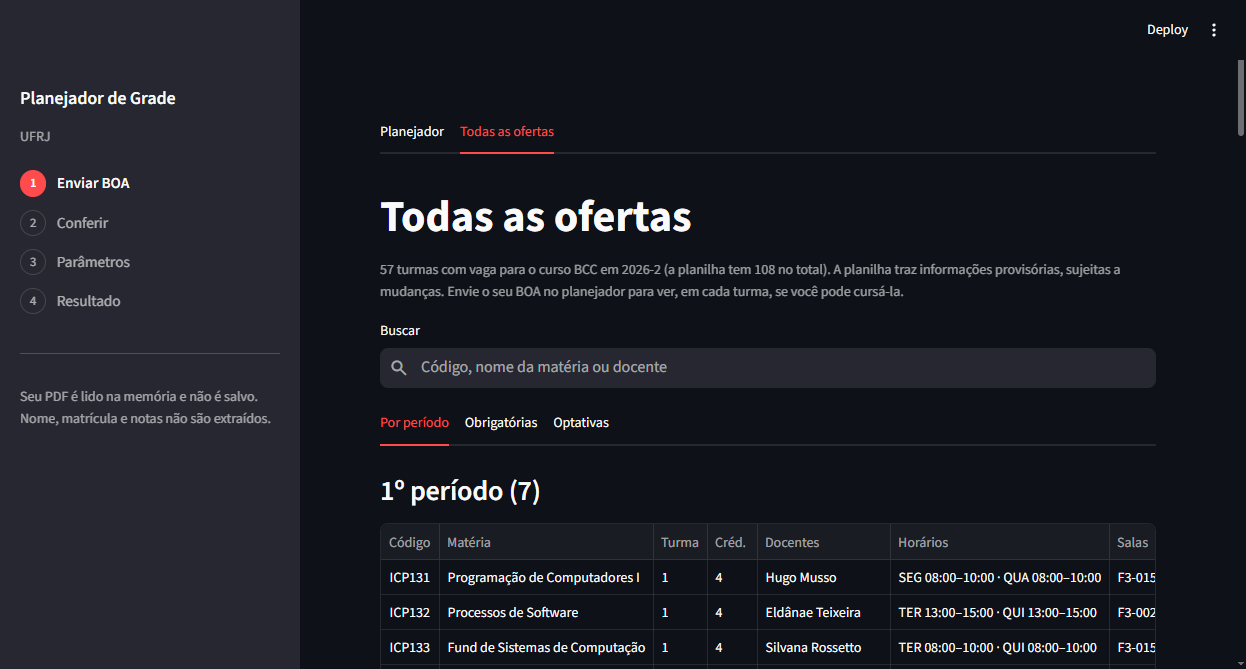 Deploy
Planejador de Grade
UFRJ
1 Enviar BOA
2 Conferir
3 Parâmetros
4 Resultado
Seu PDF é lido na memória e não é salvo.
Nome, matrícula e notas não são extraídos.
Planejador Todas as ofertas
Todas as ofertas
57 turmas com vaga para o curso BCC em 2026-2 (a planilha tem 108 no total). A planilha traz informações provisórias, sujeitas a
mudanças. Envie o seu BOA no planejador para ver, em cada turma, se você pode cursá-la.
Buscar
Código, nome da matéria ou docente
Por período Obrigatórias Optativas
1º período (7)
Código Matéria Turma Créd. Docentes Horários Salas
ICP131 Programação de Computadores I 1 4 Hugo Musso SEG 08:00–10:00 · QUA 08:00–10:00 F3-015
ICP132 Processos de Software 1 4 Eldânae Teixeira TER 13:00–15:00 · QUI 13:00–15:00 F3-002
ICP133 Fund de Sistemas de Computação 1 4 Silvana Rossetto TER 08:00–10:00 · QUI 08:00–10:00 F3-015